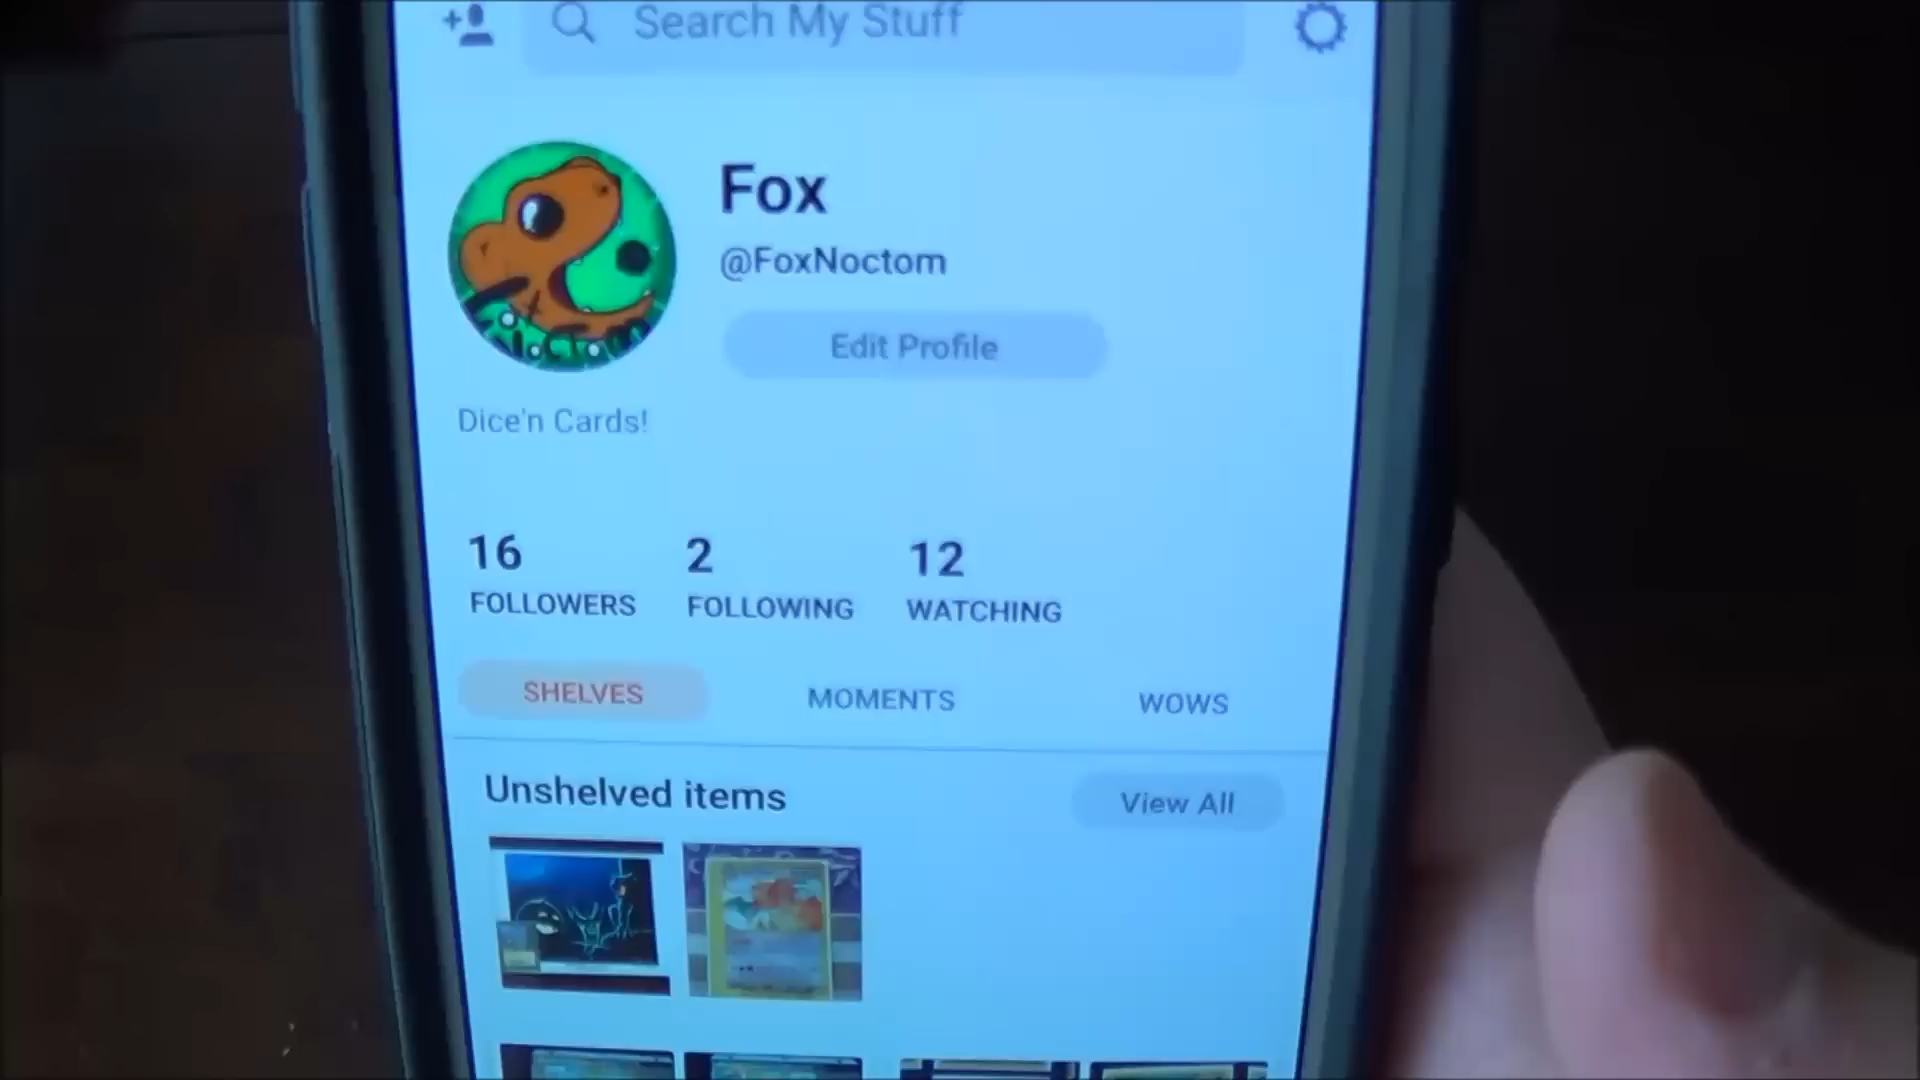 Search My Stuff
Fox
@FoxNoctom
Edit Profile
Dice'n Cards!
16
FOLLOWERS
2
FOLLOWING
12
WATCHING
SHELVES
MOMENTS
WOWS
Unshelved items
View All